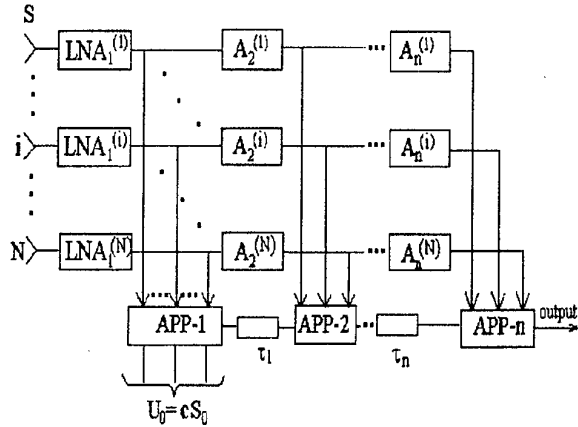 S
LNA₁⁽¹⁾ A₂⁽¹⁾ ... Aₙ⁽¹⁾
i LNA₁⁽ⁱ⁾ A₂⁽ⁱ⁾ ... Aₙ⁽ⁱ⁾
N LNA₁⁽ᴺ⁾ A₂⁽ᴺ⁾ ... Aₙ⁽ᴺ⁾
APP-1 τ₁ APP-2 ... τₙ APP-n output
U₀= cS₀